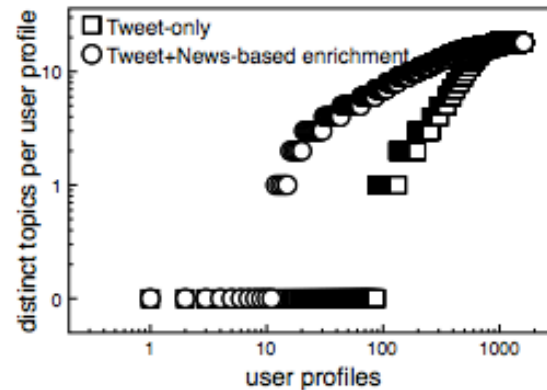 Tweet-only
Tweet+News-based enrichment
distinct topics per user profile
10
1
0
1
10
100
1000
user profiles